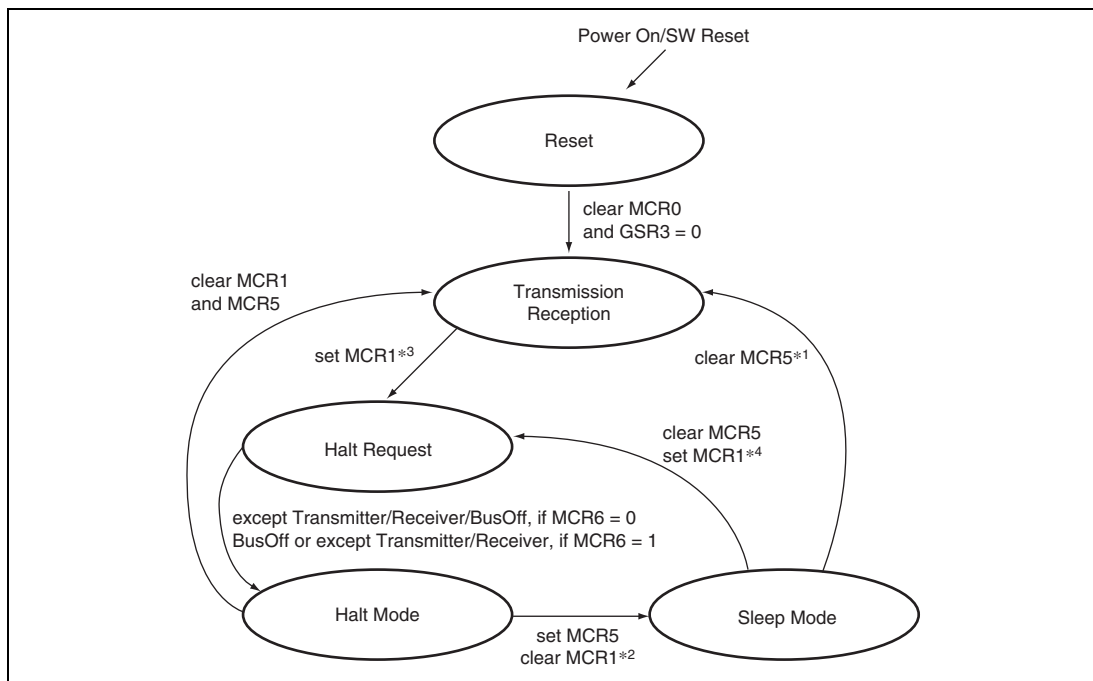 Power On/SW Reset
Reset
clear MCR0
and GSR3 = 0
clear MCR1
and MCR5
Transmission
Reception
set MCR1*3
clear MCR5*1
Halt Request
clear MCR5
set MCR1*4
except Transmitter/Receiver/BusOff, if MCR6 = 0
BusOff or except Transmitter/Receiver, if MCR6 = 1
Halt Mode
Sleep Mode
set MCR5
clear MCR1*2